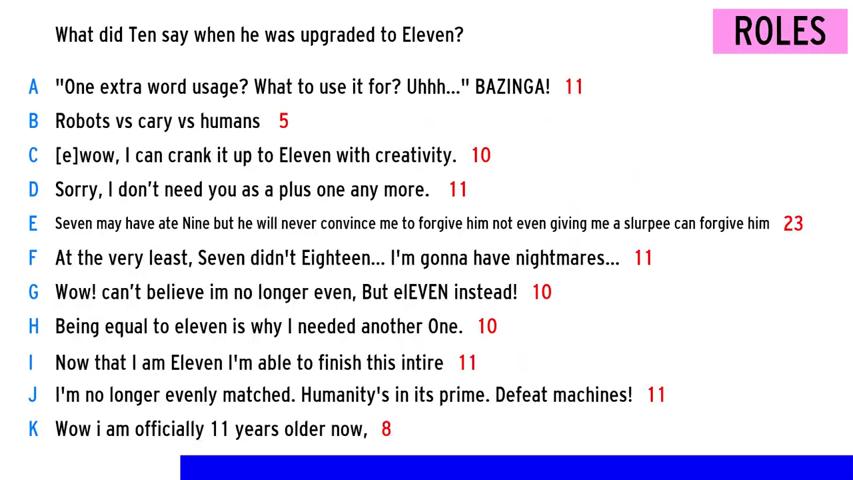 What did Ten say when he was upgraded to Eleven?
ROLES
A "One extra word usage? What to use it for? Uhhh..." BAZINGA! 11
B Robots vs cary vs humans 5
C [e]wow, I can crank it up to Eleven with creativity. 10
D Sorry, I don't need you as a plus one any more. 11
E Seven may have ate Nine but he will never convince me to forgive him not even giving me a slurpee can forgive him 23
F At the very least, Seven didn't Eighteen... I'm gonna have nightmares... 11
G Wow! can't believe im no longer even, But elEVEN instead! 10
H Being equal to eleven is why I needed another One. 10
I Now that I am Eleven I'm able to finish this intire 11
J I'm no longer evenly matched. Humanity's in its prime. Defeat machines! 11
K Wow i am officially 11 years older now, 8